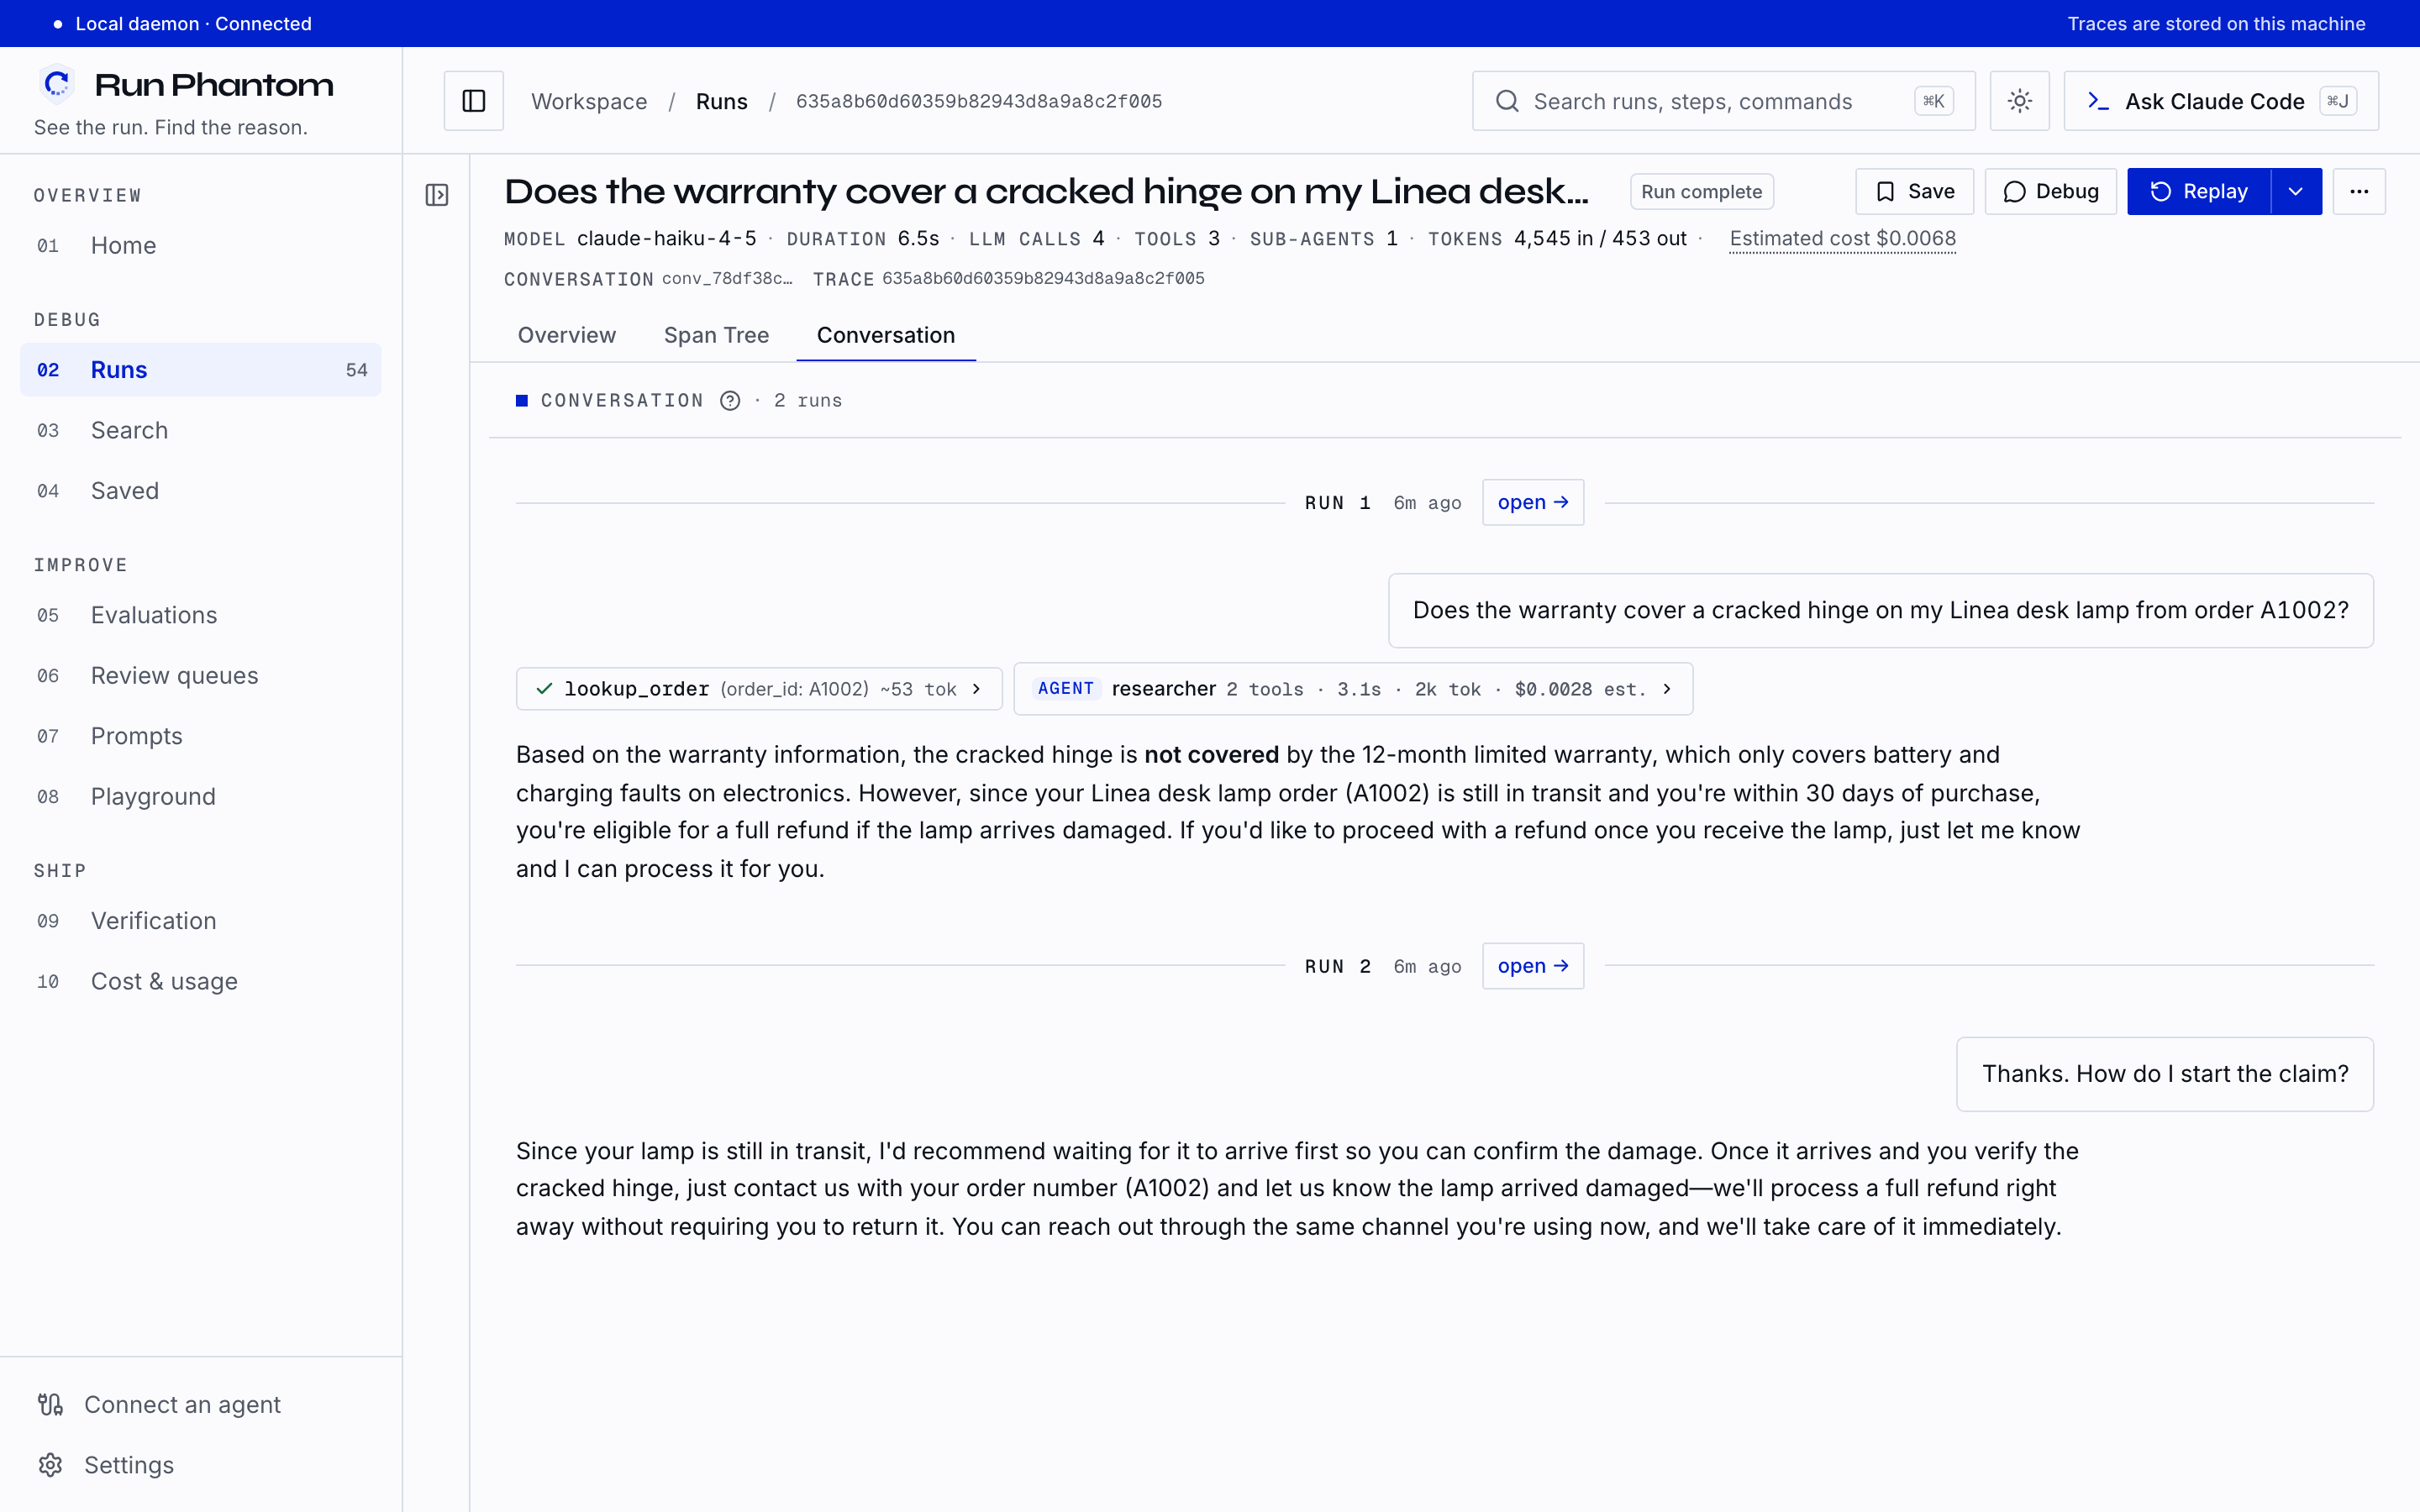 Local daemon · Connected
Traces are stored on this machine
Run Phantom
See the run. Find the reason.
Workspace / Runs / 635a8b60d60359b82943d8a9a8c2f005
Search runs, steps, commands ⌘K
Ask Claude Code ⌘J
OVERVIEW
01 Home
DEBUG
02 Runs 54
03 Search
04 Saved
IMPROVE
05 Evaluations
06 Review queues
07 Prompts
08 Playground
SHIP
09 Verification
10 Cost & usage
Connect an agent
Settings
Does the warranty cover a cracked hinge on my Linea desk...
Run complete
Save
Debug
Replay
MODEL claude-haiku-4-5 · DURATION 6.5s · LLM CALLS 4 · TOOLS 3 · SUB-AGENTS 1 · TOKENS 4,545 in / 453 out · Estimated cost $0.0068
CONVERSATION conv_78df38c… TRACE 635a8b60d60359b82943d8a9a8c2f005
Overview
Span Tree
Conversation
CONVERSATION ? · 2 runs
RUN 1 6m ago open →
Does the warranty cover a cracked hinge on my Linea desk lamp from order A1002?
lookup_order (order_id: A1002) ~53 tok
AGENT researcher 2 tools · 3.1s · 2k tok · $0.0028 est.
Based on the warranty information, the cracked hinge is not covered by the 12-month limited warranty, which only covers battery and
charging faults on electronics. However, since your Linea desk lamp order (A1002) is still in transit and you're within 30 days of purchase,
you're eligible for a full refund if the lamp arrives damaged. If you'd like to proceed with a refund once you receive the lamp, just let me know
and I can process it for you.
RUN 2 6m ago open →
Thanks. How do I start the claim?
Since your lamp is still in transit, I'd recommend waiting for it to arrive first so you can confirm the damage. Once it arrives and you verify the
cracked hinge, just contact us with your order number (A1002) and let us know the lamp arrived damaged—we'll process a full refund right
away without requiring you to return it. You can reach out through the same channel you're using now, and we'll take care of it immediately.